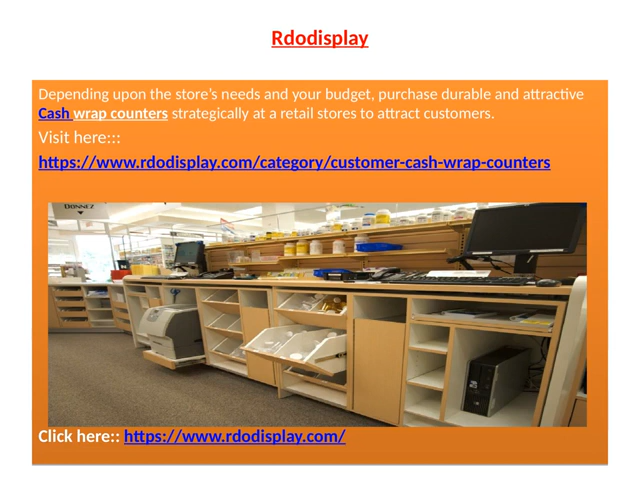 Rdodisplay
Depending upon the store's needs and your budget, purchase durable and attractive
Cash wrap counters strategically at a retail stores to attract customers.
Visit here:::
https://www.rdodisplay.com/category/customer-cash-wrap-counters
DONNEZ
Click here:: https://www.rdodisplay.com/